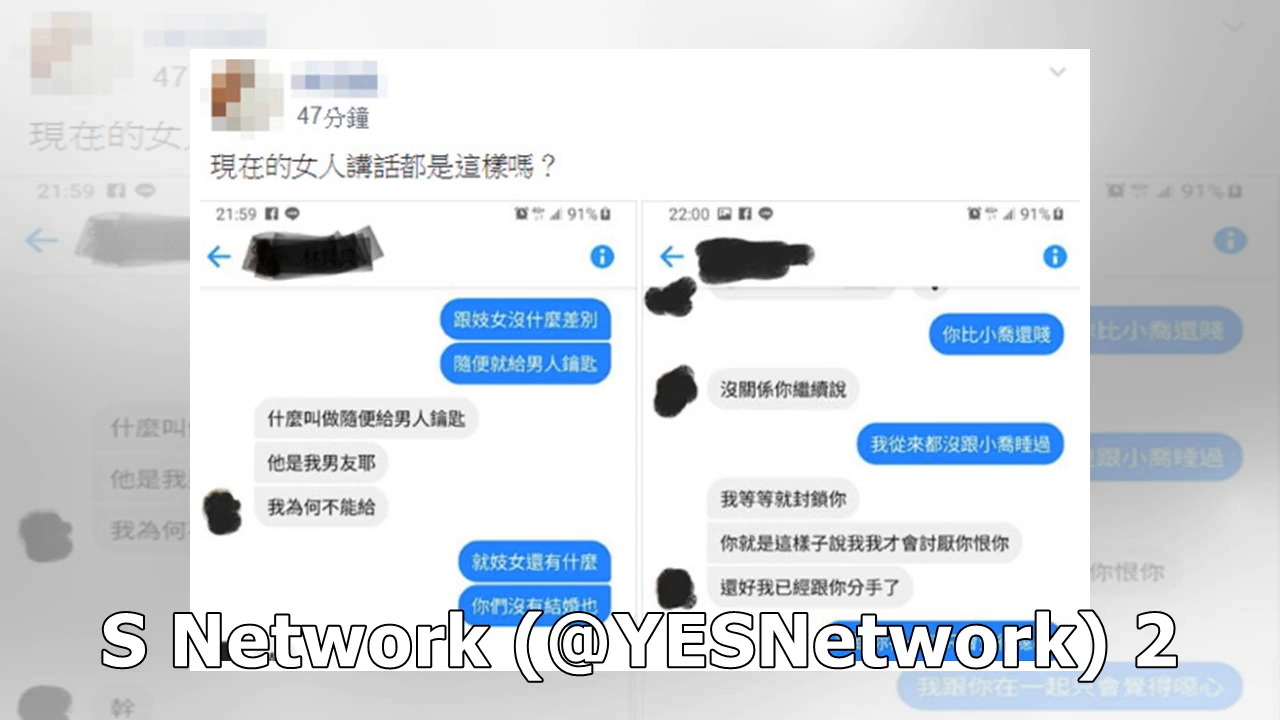 47分鐘
現在的女人講話都是這樣嗎？
21:59
91%
跟妓女沒什麼差別
隨便就給男人鑰匙
什麼叫做隨便給男人鑰匙
他是我男友耶
我為何不能給
就妓女還有什麼
你們沒有結婚也
22:00
91%
你比小喬還賤
沒關係你繼續說
我從來都沒跟小喬睡過
我等等就封鎖你
你就是這樣子說我我才會討厭你恨你
還好我已經跟你分手了
我跟你在一起只會覺得噁心
幹
S Network (@YESNetwork) 2